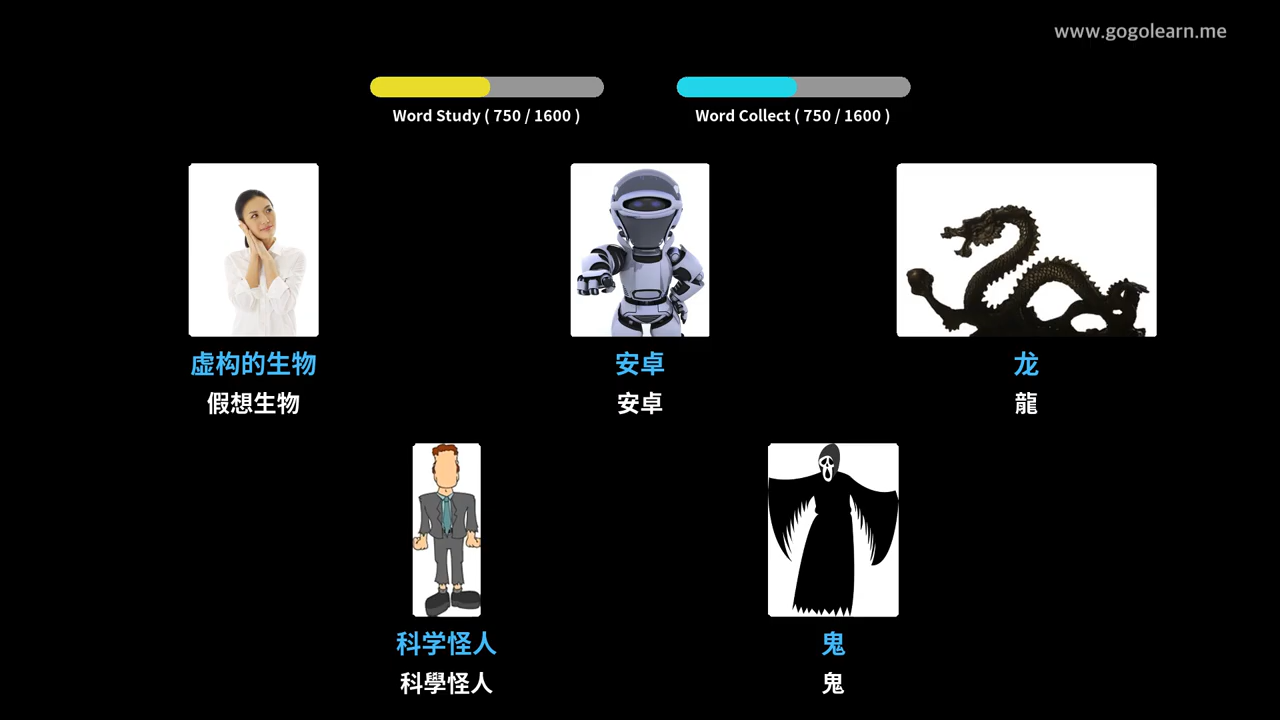 www.gogolearn.me
Word Study ( 750 / 1600 )
Word Collect ( 750 / 1600 )
虚构的生物
假想生物
安卓
安卓
龙
龍
科学怪人
科學怪人
鬼
鬼